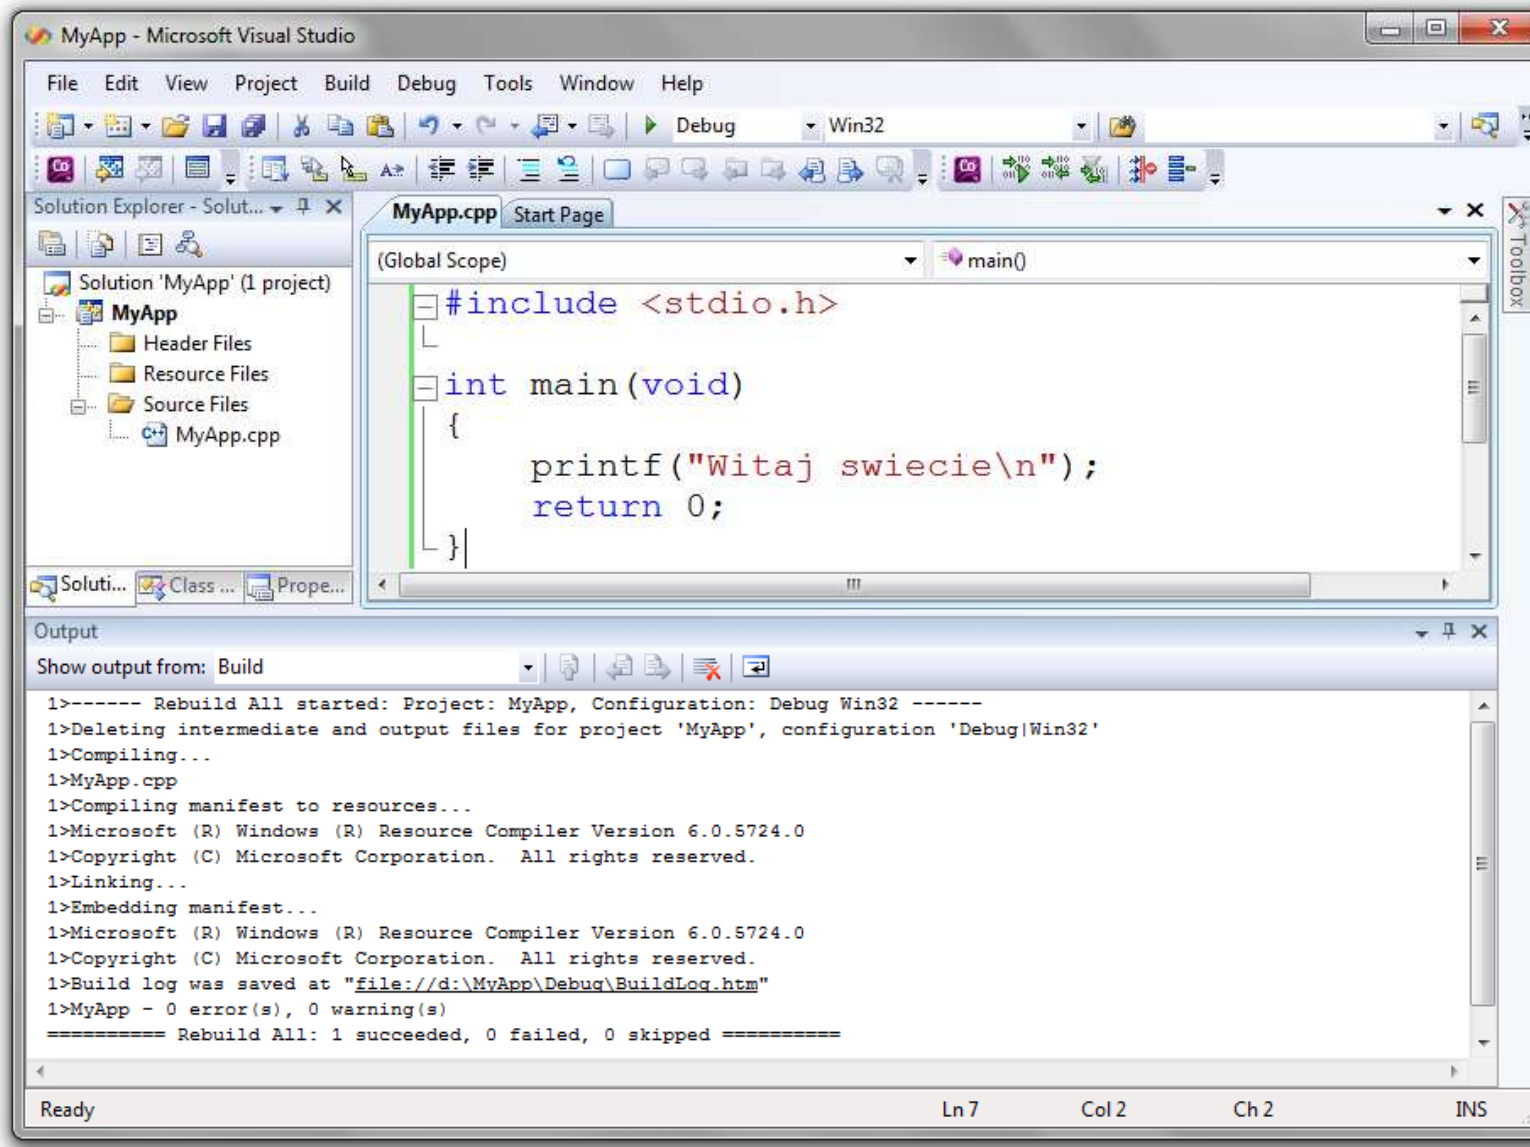 MyApp - Microsoft Visual Studio
File Edit View Project Build Debug Tools Window Help
Debug Win32
Solution Explorer - Solut...
MyApp.cpp Start Page
Toolbox
(Global Scope) main()
Solution 'MyApp' (1 project)
MyApp
Header Files
Resource Files
Source Files
MyApp.cpp
#include <stdio.h>
int main(void)
{
printf("Witaj swiecie\n");
return 0;
}
Soluti... Class ... Prope...
Output
Show output from: Build
1>------ Rebuild All started: Project: MyApp, Configuration: Debug Win32 ------
1>Deleting intermediate and output files for project 'MyApp', configuration 'Debug|Win32'
1>Compiling...
1>MyApp.cpp
1>Compiling manifest to resources...
1>Microsoft (R) Windows (R) Resource Compiler Version 6.0.5724.0
1>Copyright (C) Microsoft Corporation.  All rights reserved.
1>Linking...
1>Embedding manifest...
1>Microsoft (R) Windows (R) Resource Compiler Version 6.0.5724.0
1>Copyright (C) Microsoft Corporation.  All rights reserved.
1>Build log was saved at "file://d:\MyApp\Debug\BuildLog.htm"
1>MyApp - 0 error(s), 0 warning(s)
========== Rebuild All: 1 succeeded, 0 failed, 0 skipped ==========
Ready Ln 7 Col 2 Ch 2 INS